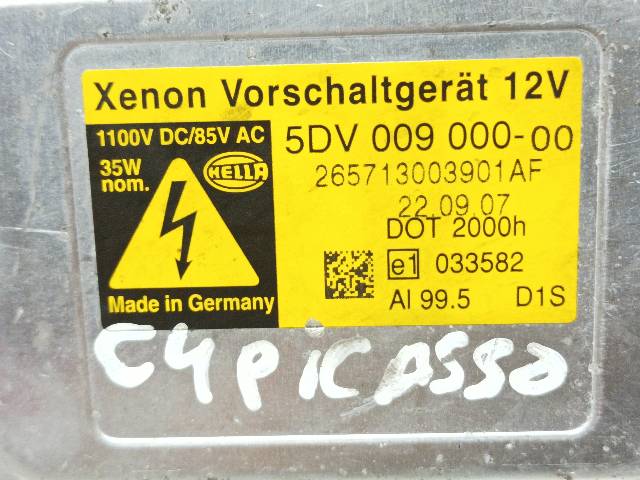 Xenon Vorschaltgerät 12V
1100V DC/85V AC
35W
nom.
HELLA
Made in Germany
5DV 009 000-00
265713003901AF
22.09.07
DOT 2000h
e1 033582
Al 99.5 D1S
C4 PiCASSO